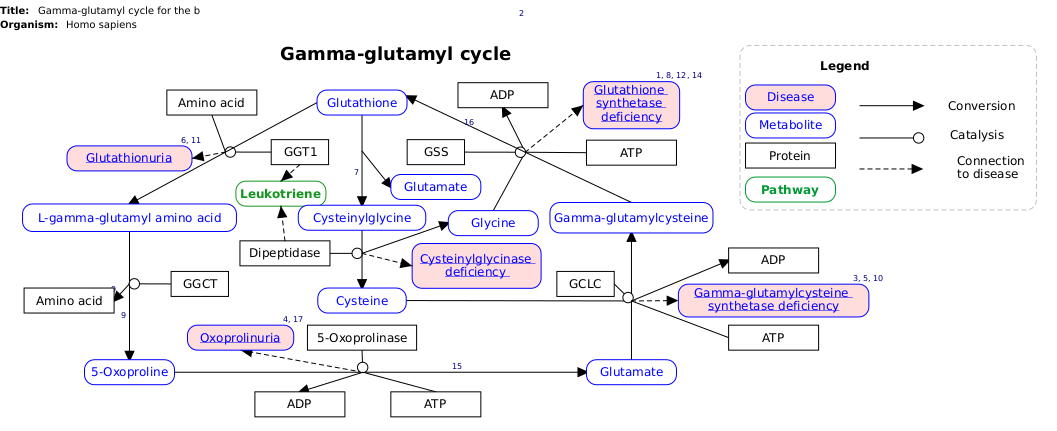 Title: Gamma-glutamyl cycle for the b
Organism: Homo sapiens
2
Gamma-glutamyl cycle
Legend
Disease
Metabolite
Protein
Pathway
Conversion
Catalysis
Connection
to disease
Amino acid
Glutathione
ADP
1, 8, 12, 14
Glutathione
synthetase
deficiency
16
6, 11
Glutathionuria
GGT1
GSS
ATP
7
Leukotriene
Glutamate
L-gamma-glutamyl amino acid
Cysteinylglycine
Glycine
Gamma-glutamylcysteine
Dipeptidase
Cysteinylglycinase
deficiency
ADP
GGCT
GCLC
3, 5, 10
Gamma-glutamylcysteine
synthetase deficiency
Amino acid
9
Cysteine
4, 17
Oxoprolinuria
5-Oxoprolinase
ATP
5-Oxoproline
15
Glutamate
ADP
ATP